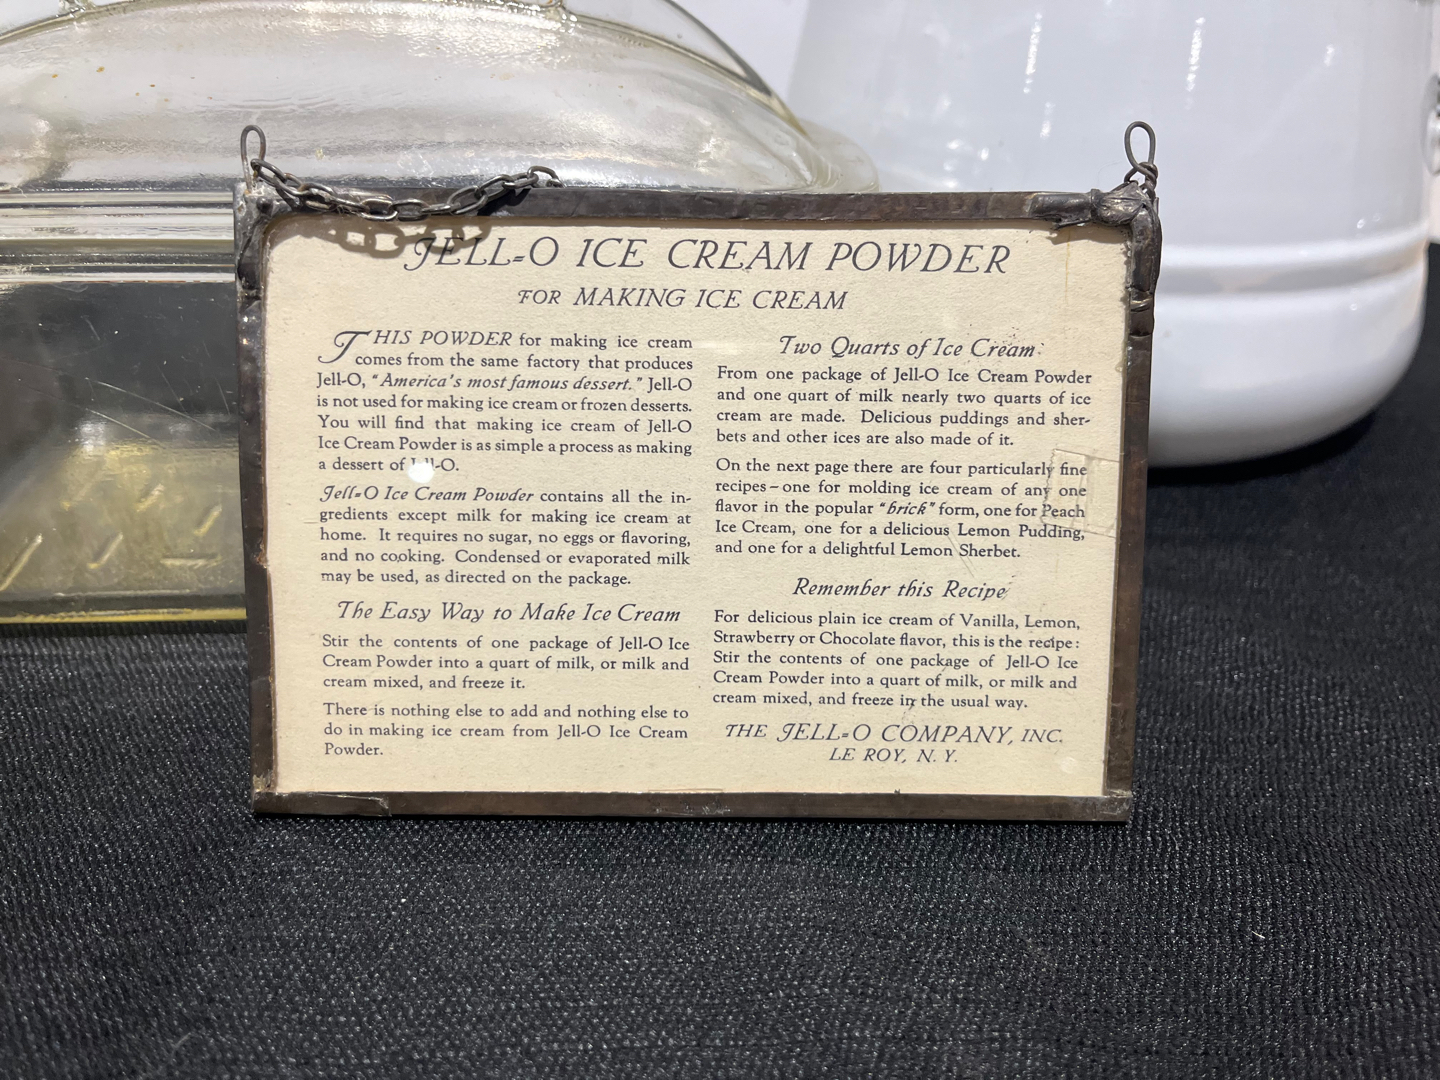 JELL-O ICE CREAM POWDER
FOR MAKING ICE CREAM
THIS POWDER for making ice cream
comes from the same factory that produces
Jell-O, "America's most famous dessert." Jell-O
is not used for making ice cream or frozen desserts.
You will find that making ice cream of Jell-O
Ice Cream Powder is as simple a process as making
a dessert of Jell-O.
Jell-O Ice Cream Powder contains all the in-
gredients except milk for making ice cream at
home. It requires no sugar, no eggs or flavoring,
and no cooking. Condensed or evaporated milk
may be used, as directed on the package.
The Easy Way to Make Ice Cream
Stir the contents of one package of Jell-O Ice
Cream Powder into a quart of milk, or milk and
cream mixed, and freeze it.
There is nothing else to add and nothing else to
do in making ice cream from Jell-O Ice Cream
Powder.
Two Quarts of Ice Cream
From one package of Jell-O Ice Cream Powder
and one quart of milk nearly two quarts of ice
cream are made. Delicious puddings and sher-
bets and other ices are also made of it.
On the next page there are four particularly fine
recipes–one for molding ice cream of any one
flavor in the popular "brick" form, one for Peach
Ice Cream, one for a delicious Lemon Pudding,
and one for a delightful Lemon Sherbet.
Remember this Recipe
For delicious plain ice cream of Vanilla, Lemon,
Strawberry or Chocolate flavor, this is the recipe:
Stir the contents of one package of Jell-O Ice
Cream Powder into a quart of milk, or milk and
cream mixed, and freeze in the usual way.
THE JELL-O COMPANY, INC.
LE ROY, N. Y.